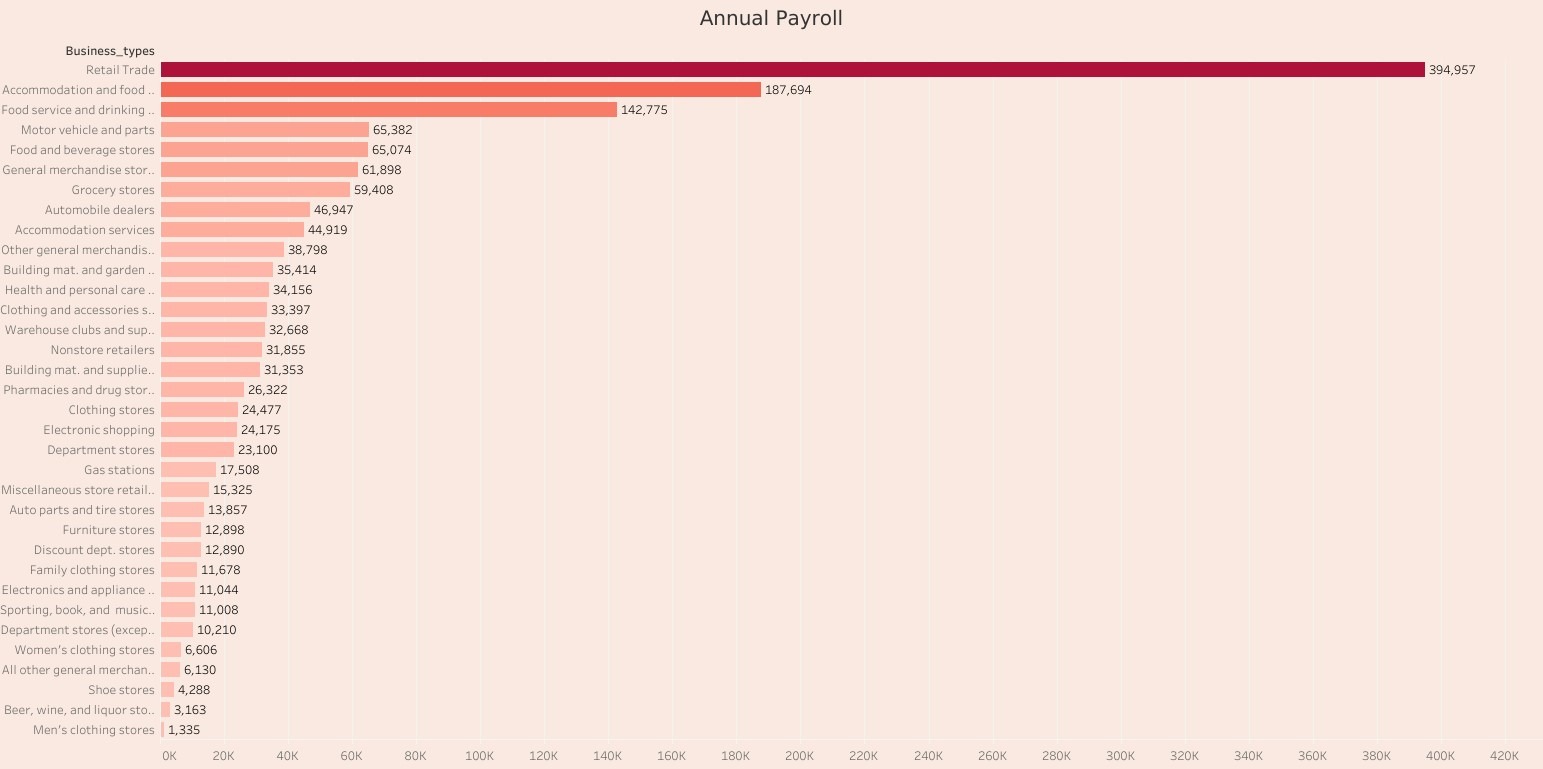 Annual Payroll
Business_types
Retail Trade 394,957
Accommodation and food .. 187,694
Food service and drinking .. 142,775
Motor vehicle and parts 65,382
Food and beverage stores 65,074
General merchandise stor.. 61,898
Grocery stores 59,408
Automobile dealers 46,947
Accommodation services 44,919
Other general merchandis.. 38,798
Building mat. and garden .. 35,414
Health and personal care .. 34,156
Clothing and accessories s.. 33,397
Warehouse clubs and sup.. 32,668
Nonstore retailers 31,855
Building mat. and supplie.. 31,353
Pharmacies and drug stor.. 26,322
Clothing stores 24,477
Electronic shopping 24,175
Department stores 23,100
Gas stations 17,508
Miscellaneous store retail.. 15,325
Auto parts and tire stores 13,857
Furniture stores 12,898
Discount dept. stores 12,890
Family clothing stores 11,678
Electronics and appliance .. 11,044
Sporting, book, and  music.. 11,008
Department stores (excep.. 10,210
Women's clothing stores 6,606
All other general merchan.. 6,130
Shoe stores 4,288
Beer, wine, and liquor sto.. 3,163
Men's clothing stores 1,335
0K 20K 40K 60K 80K 100K 120K 140K 160K 180K 200K 220K 240K 260K 280K 300K 320K 340K 360K 380K 400K 420K